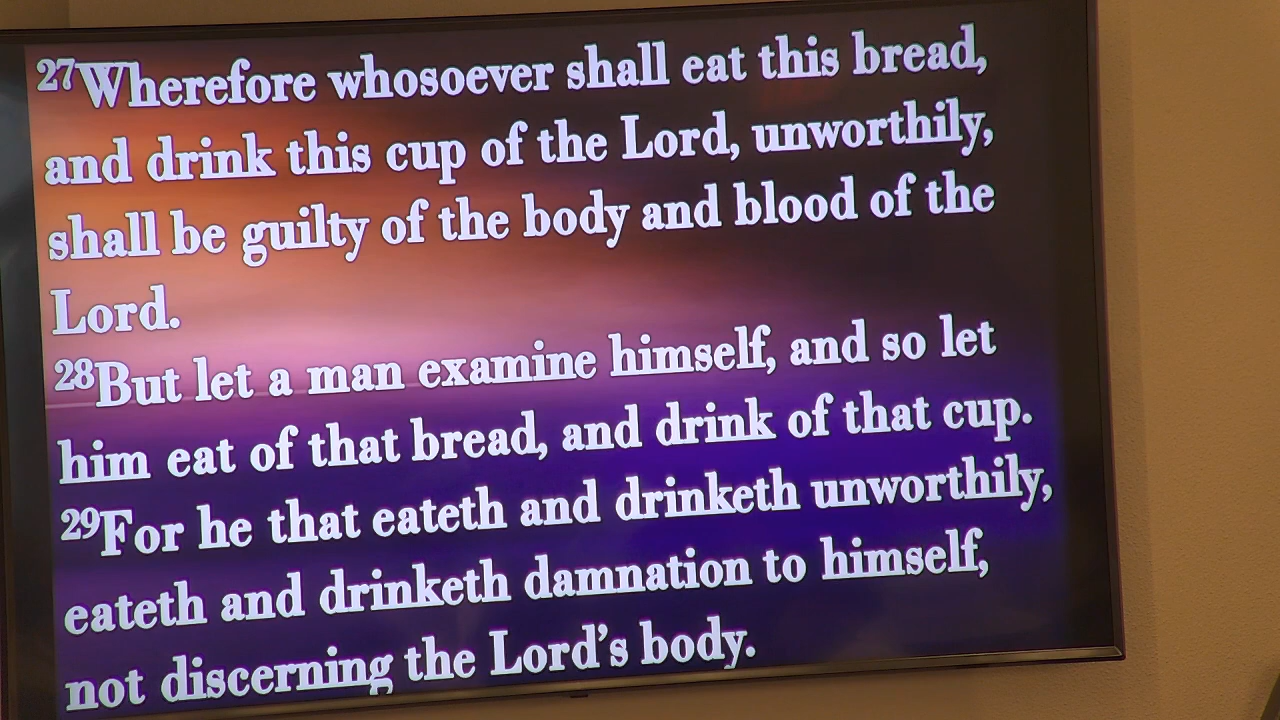 27Wherefore whosoever shall eat this bread,
and drink this cup of the Lord, unworthily,
shall be guilty of the body and blood of the
Lord.
28But let a man examine himself, and so let
him eat of that bread, and drink of that cup.
29For he that eateth and drinketh unworthily,
eateth and drinketh damnation to himself,
not discerning the Lord's body.